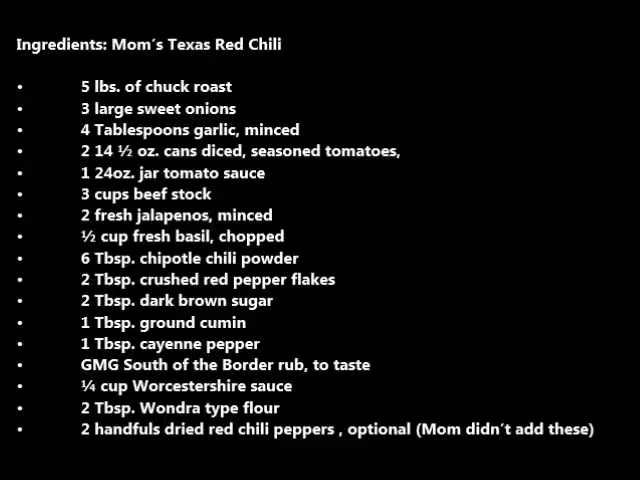 Ingredients: Mom's Texas Red Chili
• 5 lbs. of chuck roast
• 3 large sweet onions
• 4 Tablespoons garlic, minced
• 2 14 ½ oz. cans diced, seasoned tomatoes,
• 1 24oz. jar tomato sauce
• 3 cups beef stock
• 2 fresh jalapenos, minced
• ½ cup fresh basil, chopped
• 6 Tbsp. chipotle chili powder
• 2 Tbsp. crushed red pepper flakes
• 2 Tbsp. dark brown sugar
• 1 Tbsp. ground cumin
• 1 Tbsp. cayenne pepper
• GMG South of the Border rub, to taste
• ¼ cup Worcestershire sauce
• 2 Tbsp. Wondra type flour
• 2 handfuls dried red chili peppers , optional (Mom didn't add these)